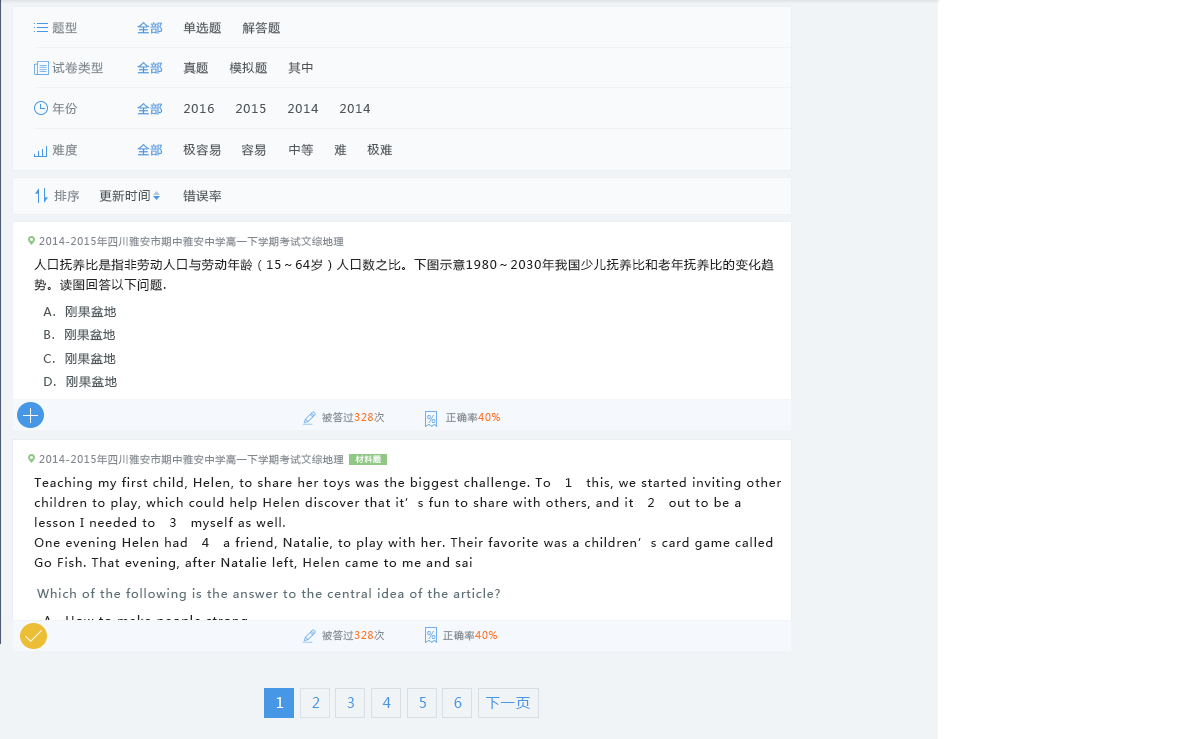 题型 全部 单选题 解答题
试卷类型 全部 真题 模拟题 其中
年份 全部 2016 2015 2014 2014
难度 全部 极容易 容易 中等 难 极难
排序 更新时间 错误率
2014-2015年四川雅安市期中雅安中学高一下学期考试文综地理
人口抚养比是指非劳动人口与劳动年龄（15～64岁）人口数之比。下图示意1980～2030年我国少儿抚养比和老年抚养比的变化趋
势。读图回答以下问题.
A. 刚果盆地
B. 刚果盆地
C. 刚果盆地
D. 刚果盆地
被答过328次 正确率40%
2014-2015年四川雅安市期中雅安中学高一下学期考试文综地理 材料题
Teaching my first child, Helen, to share her toys was the biggest challenge. To 1 this, we started inviting other
children to play, which could help Helen discover that it’s fun to share with others, and it 2 out to be a
lesson I needed to 3 myself as well.
One evening Helen had 4 a friend, Natalie, to play with her. Their favorite was a children’s card game called
Go Fish. That evening, after Natalie left, Helen came to me and sai
Which of the following is the answer to the central idea of the article?
A. How to make people strong
被答过328次 正确率40%
1 2 3 4 5 6 下一页